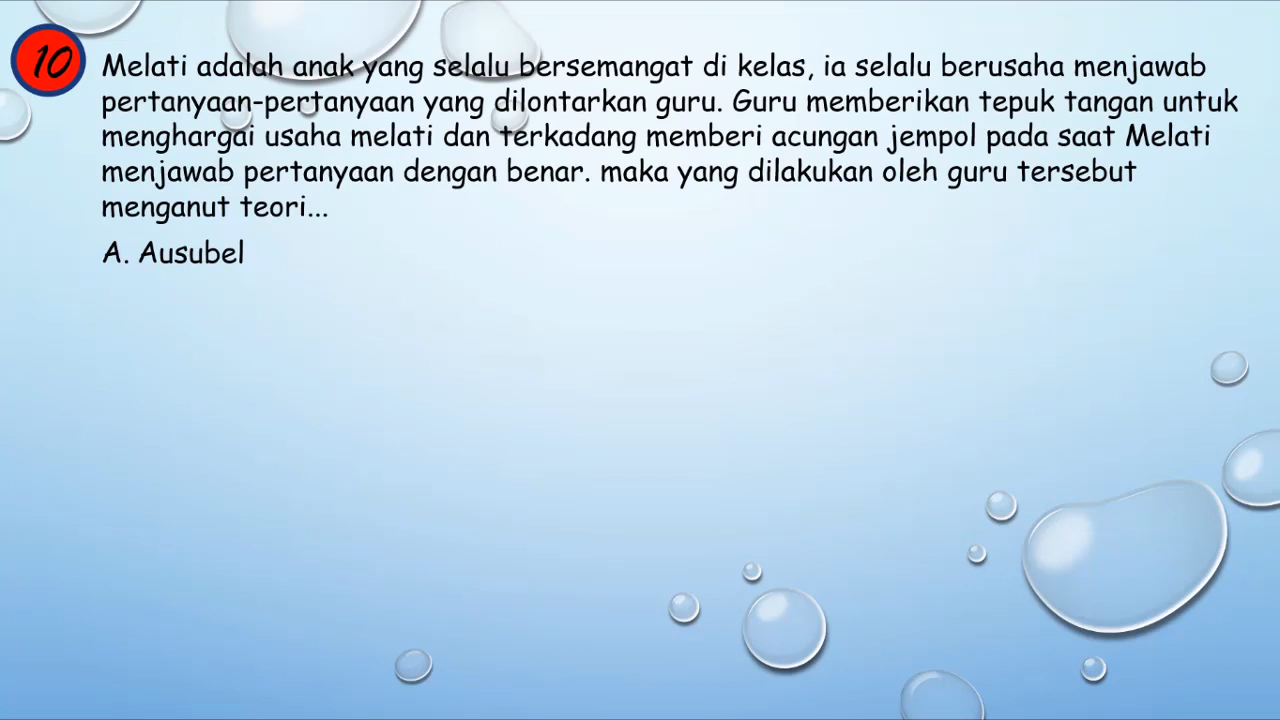 10
Melati adalah anak yang selalu bersemangat di kelas, ia selalu berusaha menjawab
pertanyaan-pertanyaan yang dilontarkan guru. Guru memberikan tepuk tangan untuk
menghargai usaha melati dan terkadang memberi acungan jempol pada saat Melati
menjawab pertanyaan dengan benar. maka yang dilakukan oleh guru tersebut
menganut teori...
A. Ausubel